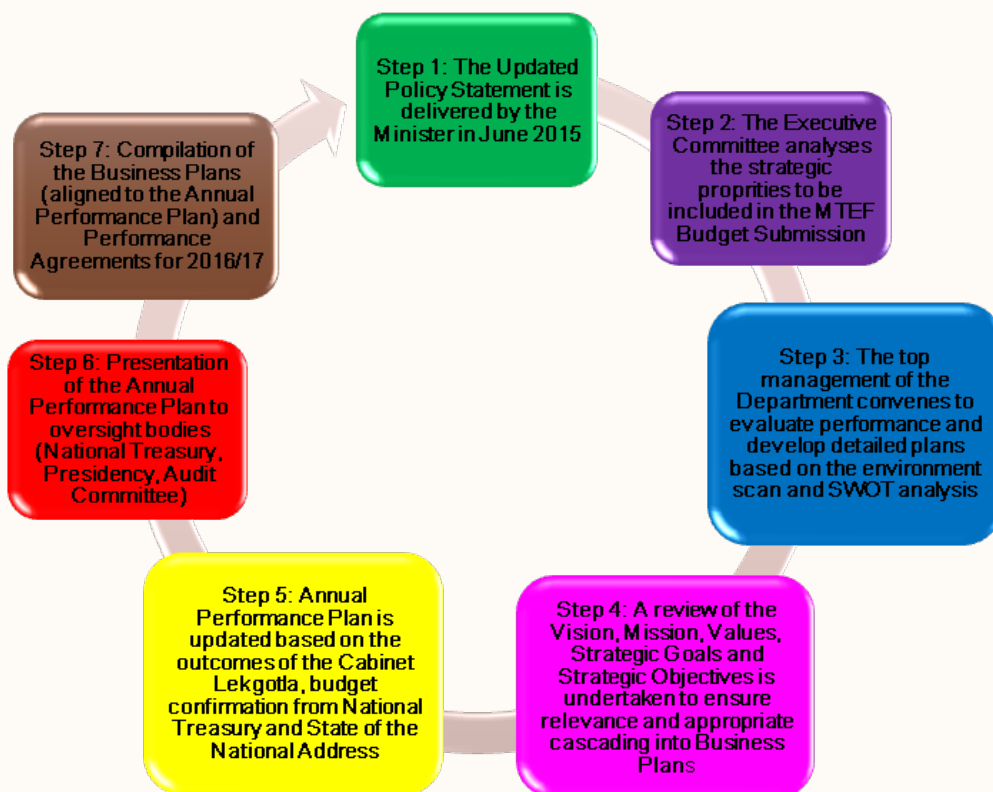 Step 1: The Updated
Policy Statement is
delivered by the
Minister in June 2015
Step 2: The Executive
Committee analyses
the strategic
proprities to be
included in the MTEF
Budget Submission
Step 3: The top
management of the
Department convenes to
evaluate performance and
develop detailed plans
based on the environment
scan and SWOT analysis
Step 4: A review of the
Vision, Mission, Values,
Strategic Goals and
Strategic Objectives is
undertaken to ensure
relevance and appropriate
cascading into Business
Plans
Step 5: Annual
Performance Plan is
updated based on the
outcomes of the Cabinet
Lekgotla, budget
confirmation from National
Treasury and State of the
National Address
Step 6: Presentation
of the Annual
Performance Plan to
oversight bodies
(National Treasury,
Presidency, Audit
Committee)
Step 7: Compilation of
the Business Plans
(aligned to the Annual
Performance Plan) and
Performance
Agreements for 2016/17